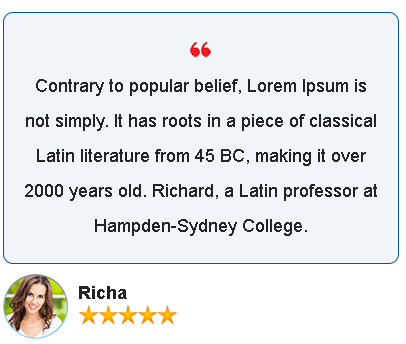 ❝
Contrary to popular belief, Lorem Ipsum is
not simply. It has roots in a piece of classical
Latin literature from 45 BC, making it over
2000 years old. Richard, a Latin professor at
Hampden-Sydney College.
Richa